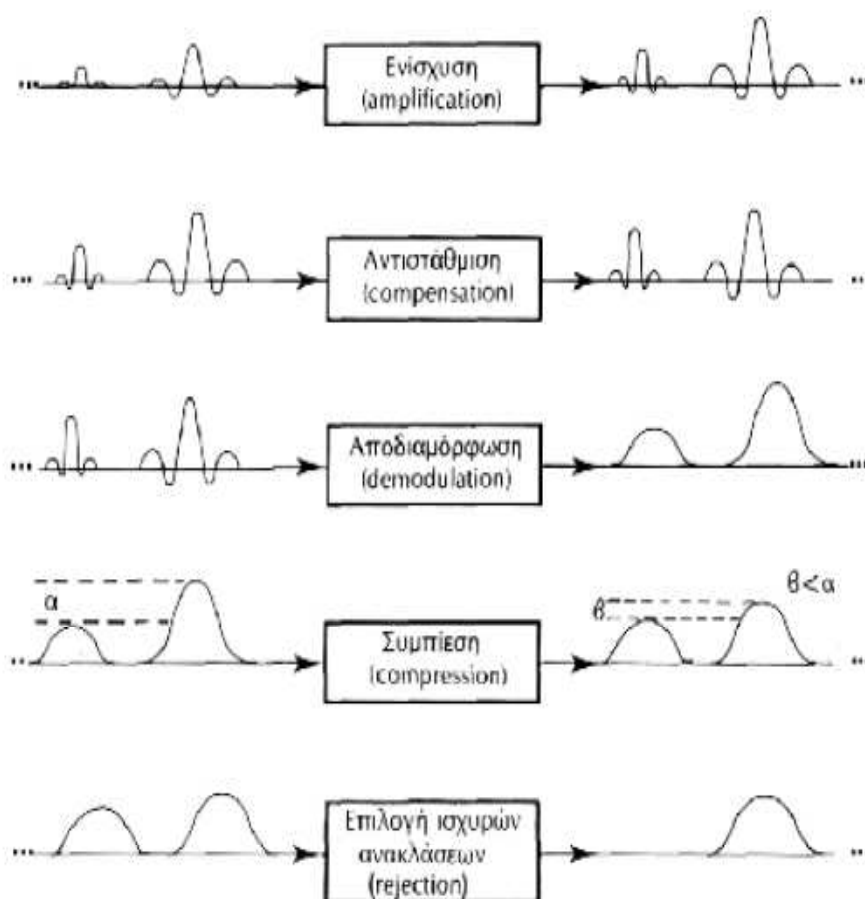 Ενίσχυση
(amplification)
Αντιστάθμιση
(compensation)
Αποδιαμόρφωση
(demodulation)
α
Συμπίεση
(compression)
β
β<α
Επιλογή ισχυρών
ανακλάσεων
(rejection)